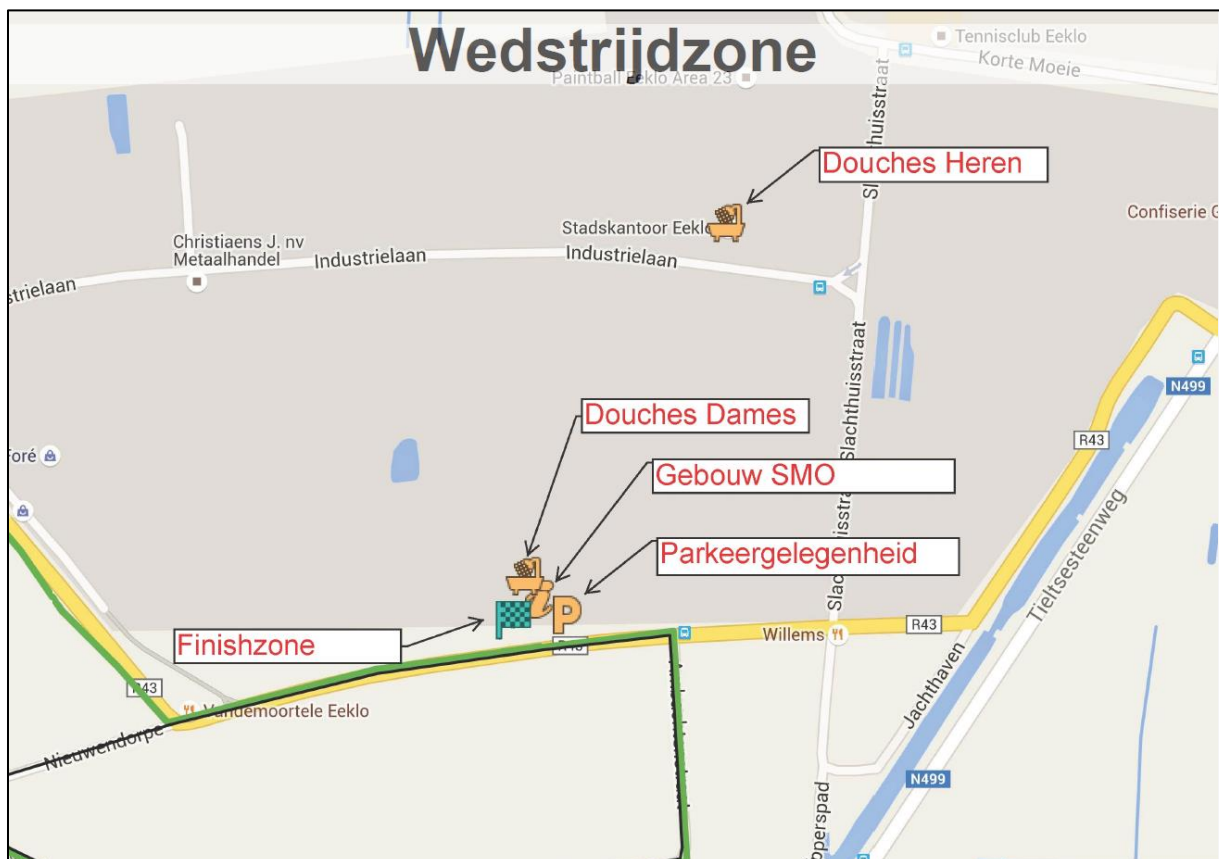 Wedstrijdzone
Tennisclub Eeklo
Korte Moeie
Paintball Eeklo Area 23
Douches Heren
Confiserie G
Stadskantoor Eeklo
Christiaens J. nv
Metaalhandel
Industrielaan
Industrielaan
strielaan
Slachthuisstraat
N499
Douches Dames
R43
Foré
Gebouw SMO
Parkeergelegenheid
Tieltsesteenweg
P
Finishzone
Willems
R43
R43
Vandemoortele Eeklo
Nieuwendorpe
Jachthaven
N499